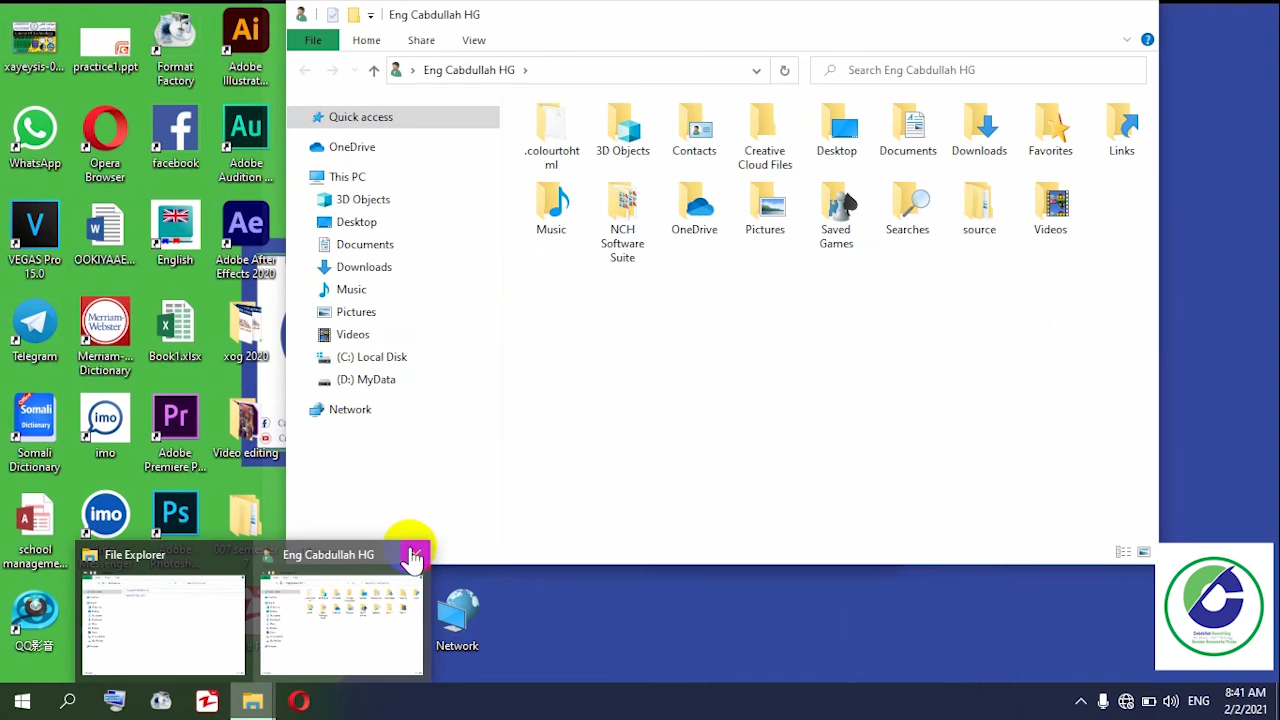 Eng Cabdullah HG
File
Home
Share
View
Eng Cabdullah HG
Search Eng Cabdullah HG
Quick access
OneDrive
This PC
3D Objects
Desktop
Documents
Downloads
Music
Pictures
Videos
(C:) Local Disk
(D:) MyData
Network
.colourtoht
ml
3D Objects
Contacts
Creative
Cloud Files
Desktop
Documents
Downloads
Favorites
Links
Music
NCH
Software
Suite
OneDrive
Pictures
Saved
Games
Searches
source
Videos
xayeysis-0...
practice1.ppt
Format
Factory
Ai
Adobe
Illustrat...
WhatsApp
Opera
Browser
facebook
Au
Adobe
Audition ...
V
VEGAS Pro
15.0
OOKIYAAE...
English
Ae
Adobe After
Effects 2020
Telegram
Merriam-
Webster
Merriam-...
Dictionary
Book1.xlsx
xog 2020
Somali
Dictionary
Somali
Dictionary
imo
imo
Pr
Adobe
Premiere P...
Video editing
school
manageme...
imo
Messenger
Ps
Adobe
Photosh...
File Explorer
Eng Cabdullah HG
Network
8:41 AM
ENG
2/2/2021